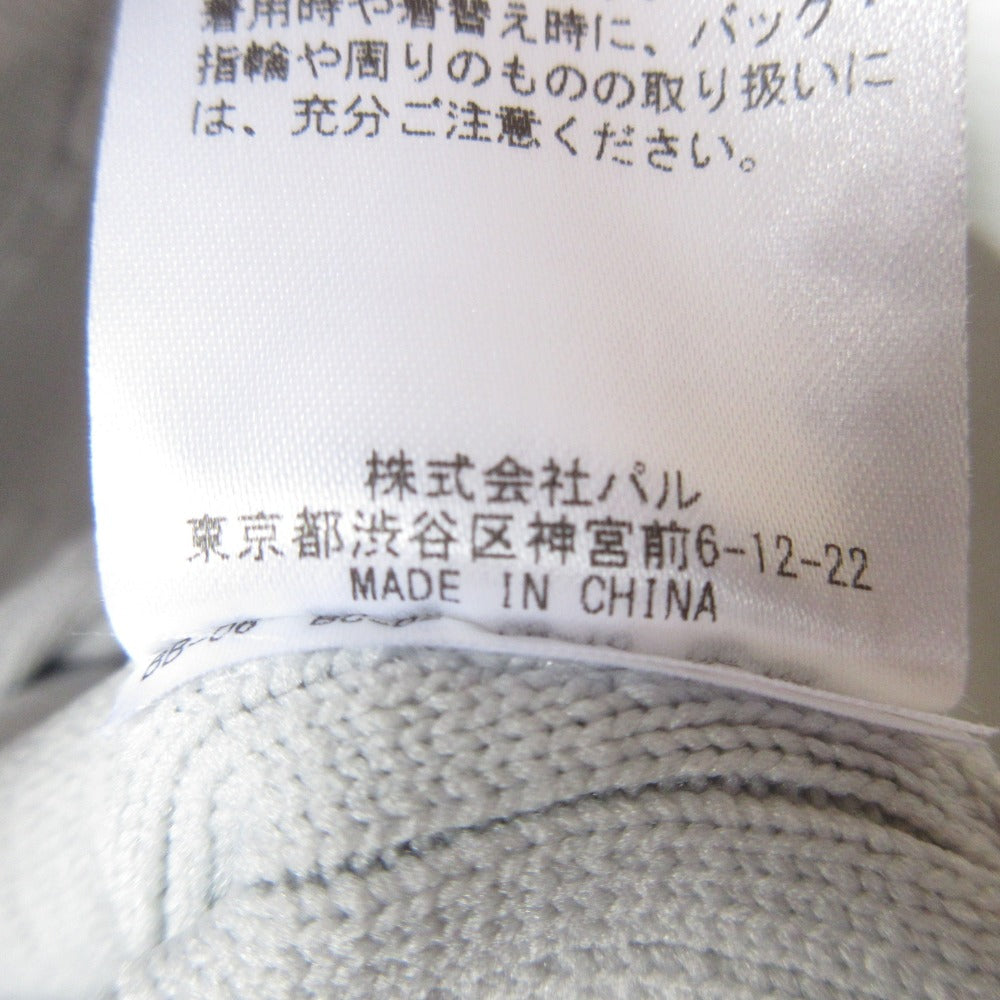 着用時や着替え時に、バッグ・
指輪や周りのものの取り扱いに
は、充分ご注意ください。
株式会社パル
東京都渋谷区神宮前6-12-22
MADE IN CHINA